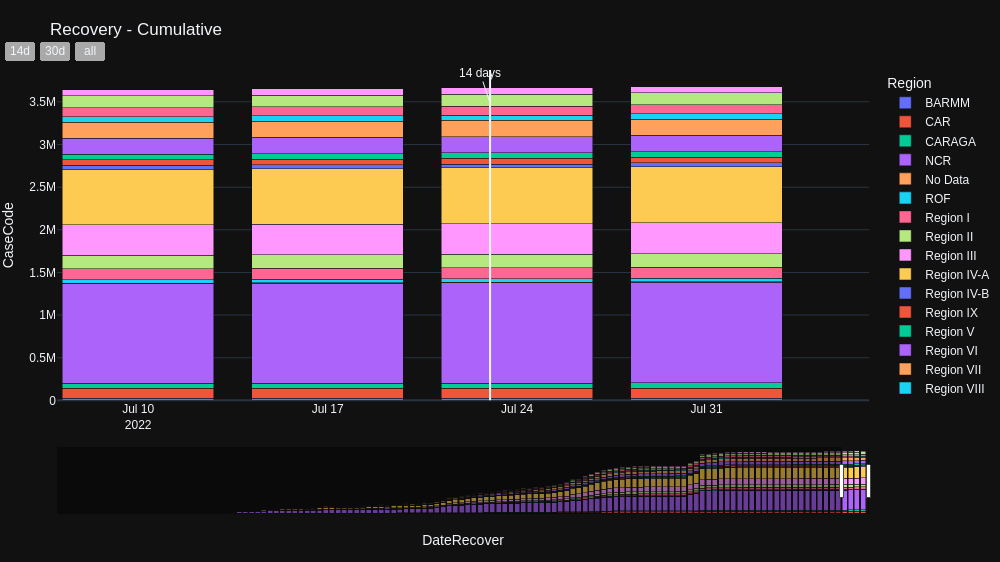 Recovery - Cumulative
14d 30d all
14 days
CaseCode
3.5M
3M
2.5M
2M
1.5M
1M
0.5M
0
Jul 10 Jul 17 Jul 24 Jul 31
2022
DateRecover
Region
BARMM
CAR
CARAGA
NCR
No Data
ROF
Region I
Region II
Region III
Region IV-A
Region IV-B
Region IX
Region V
Region VI
Region VII
Region VIII